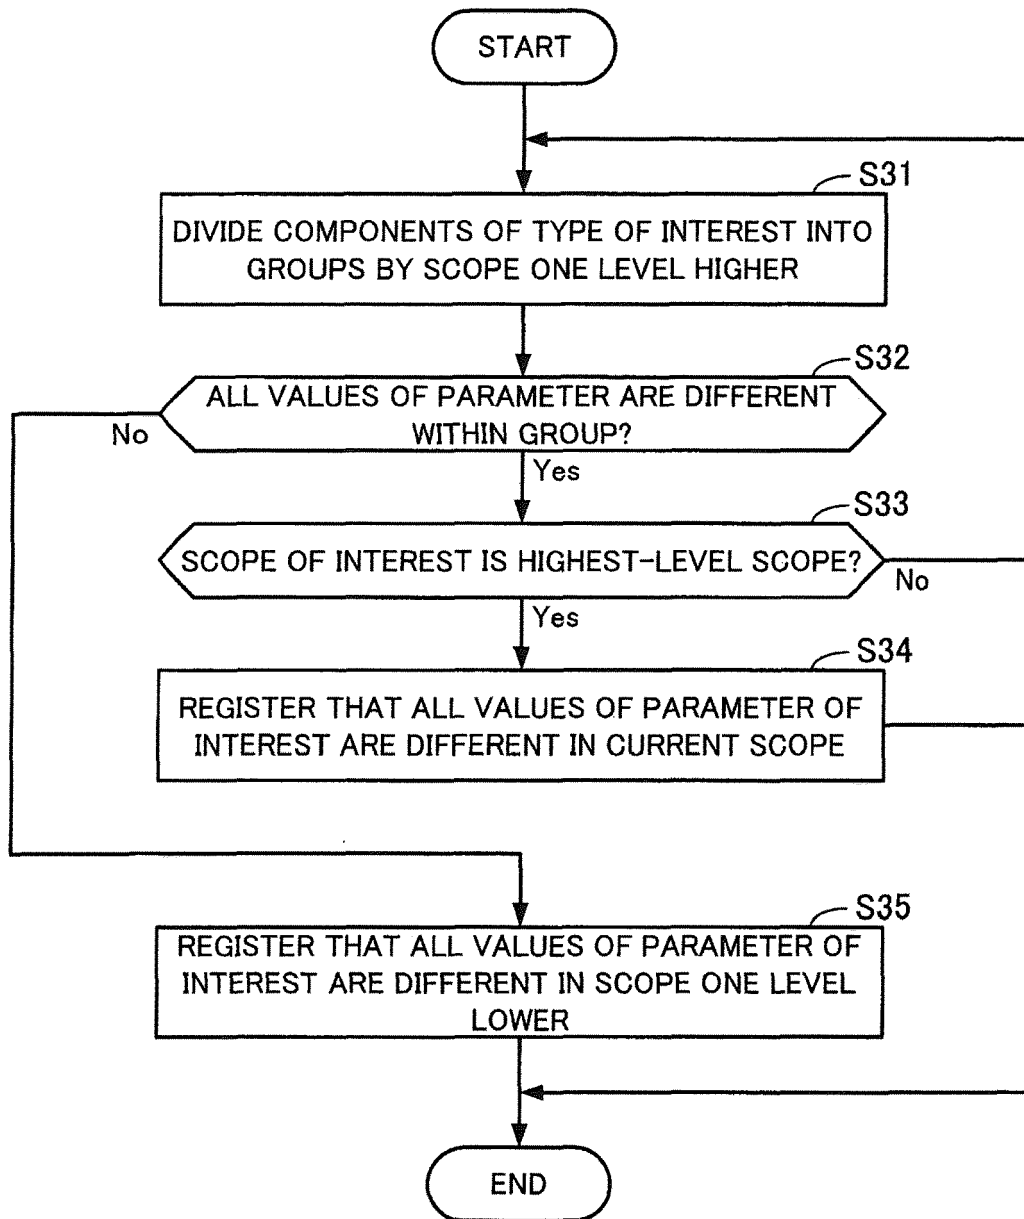 START
S31
DIVIDE COMPONENTS OF TYPE OF INTEREST INTO
GROUPS BY SCOPE ONE LEVEL HIGHER
S32
ALL VALUES OF PARAMETER ARE DIFFERENT
WITHIN GROUP?
No
Yes
S33
SCOPE OF INTEREST IS HIGHEST-LEVEL SCOPE?
No
Yes
S34
REGISTER THAT ALL VALUES OF PARAMETER OF
INTEREST ARE DIFFERENT IN CURRENT SCOPE
S35
REGISTER THAT ALL VALUES OF PARAMETER OF
INTEREST ARE DIFFERENT IN SCOPE ONE LEVEL
LOWER
END